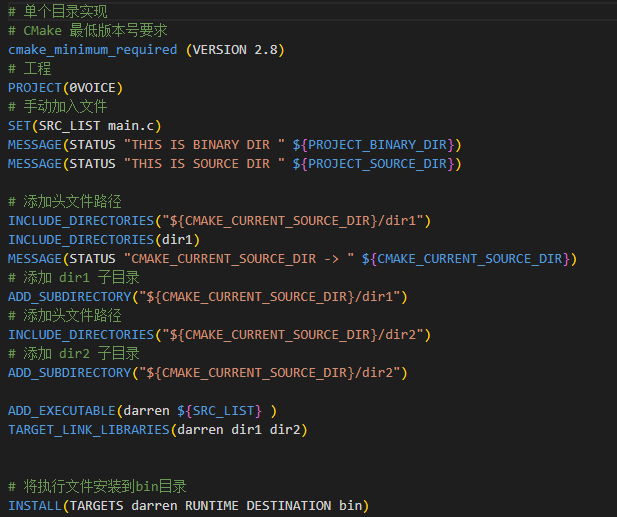 # 单个目录实现
# CMake 最低版本号要求
cmake_minimum_required (VERSION 2.8)
# 工程
PROJECT(0VOICE)
# 手动加入文件
SET(SRC_LIST main.c)
MESSAGE(STATUS "THIS IS BINARY DIR " ${PROJECT_BINARY_DIR})
MESSAGE(STATUS "THIS IS SOURCE DIR " ${PROJECT_SOURCE_DIR})
# 添加头文件路径
INCLUDE_DIRECTORIES("${CMAKE_CURRENT_SOURCE_DIR}/dir1")
INCLUDE_DIRECTORIES(dir1)
MESSAGE(STATUS "CMAKE_CURRENT_SOURCE_DIR -> " ${CMAKE_CURRENT_SOURCE_DIR})
# 添加 dir1 子目录
ADD_SUBDIRECTORY("${CMAKE_CURRENT_SOURCE_DIR}/dir1")
# 添加头文件路径
INCLUDE_DIRECTORIES("${CMAKE_CURRENT_SOURCE_DIR}/dir2")
# 添加 dir2 子目录
ADD_SUBDIRECTORY("${CMAKE_CURRENT_SOURCE_DIR}/dir2")
ADD_EXECUTABLE(darren ${SRC_LIST} )
TARGET_LINK_LIBRARIES(darren dir1 dir2)
# 将执行文件安装到bin目录
INSTALL(TARGETS darren RUNTIME DESTINATION bin)